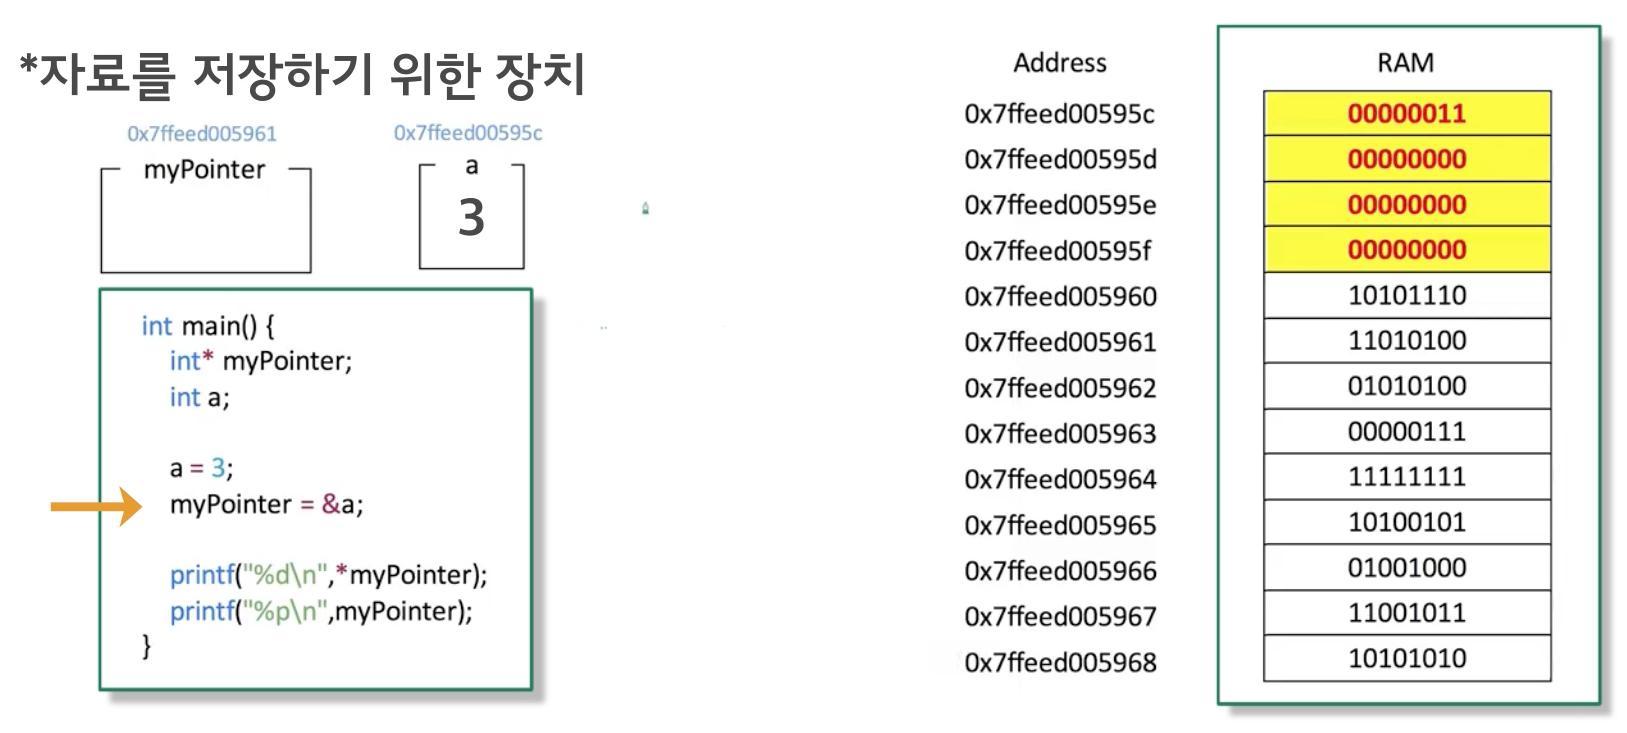 *자료를 저장하기 위한 장치
0x7ffeed005961
myPointer
0x7ffeed00595c
a
3
int main() {
int* myPointer;
int a;
a = 3;
myPointer = &a;
printf("%d\n",*myPointer);
printf("%p\n",myPointer);
}
Address RAM
0x7ffeed00595c 00000011
0x7ffeed00595d 00000000
0x7ffeed00595e 00000000
0x7ffeed00595f 00000000
0x7ffeed005960 10101110
0x7ffeed005961 11010100
0x7ffeed005962 01010100
0x7ffeed005963 00000111
0x7ffeed005964 11111111
0x7ffeed005965 10100101
0x7ffeed005966 01001000
0x7ffeed005967 11001011
0x7ffeed005968 10101010